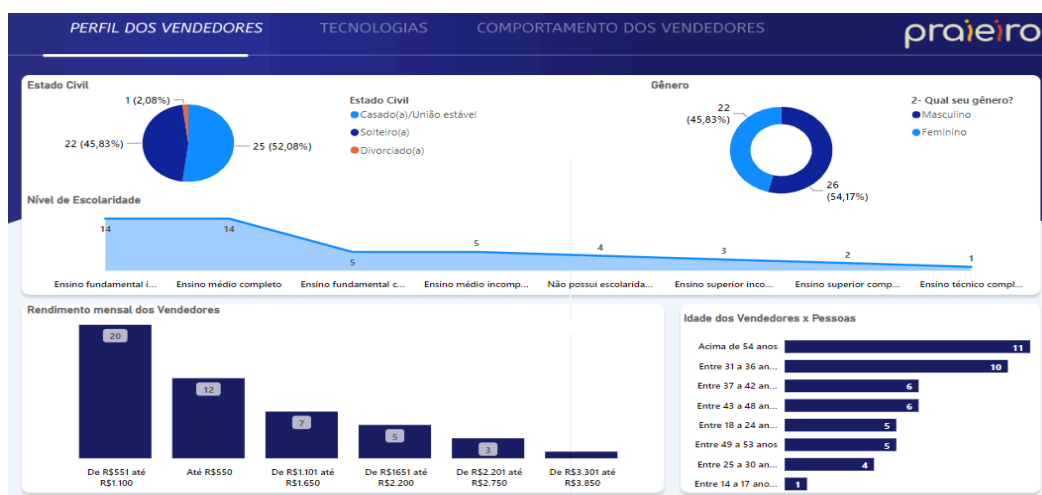 PERFIL DOS VENDEDORES
TECNOLOGIAS
COMPORTAMENTO DOS VENDEDORES
praieiro
Estado Civil
1 (2,08%)
22 (45,83%)
25 (52,08%)
Estado Civil
Casado(a)/União estável
Solteiro(a)
Divorciado(a)
Gênero
22
(45,83%)
26
(54,17%)
2- Qual seu gênero?
Masculino
Feminino
Nível de Escolaridade
14
14
5
5
4
3
2
1
Ensino fundamental i...
Ensino médio completo
Ensino fundamental c...
Ensino médio incomp...
Não possui escolarida...
Ensino superior inco...
Ensino superior comp...
Ensino técnico compl...
Rendimento mensal dos Vendedores
20
12
7
5
3
De R$551 até
R$1.100
Até R$550
De R$1.101 até
R$1.650
De R$1651 até
R$2.200
De R$2.201 até
R$2.750
De R$3.301 até
R$3.850
Idade dos Vendedores x Pessoas
Acima de 54 anos 11
Entre 31 a 36 an... 10
Entre 37 a 42 an... 6
Entre 43 a 48 an... 6
Entre 18 a 24 an... 5
Entre 49 a 53 anos 5
Entre 25 a 30 an... 4
Entre 14 a 17 ano... 1